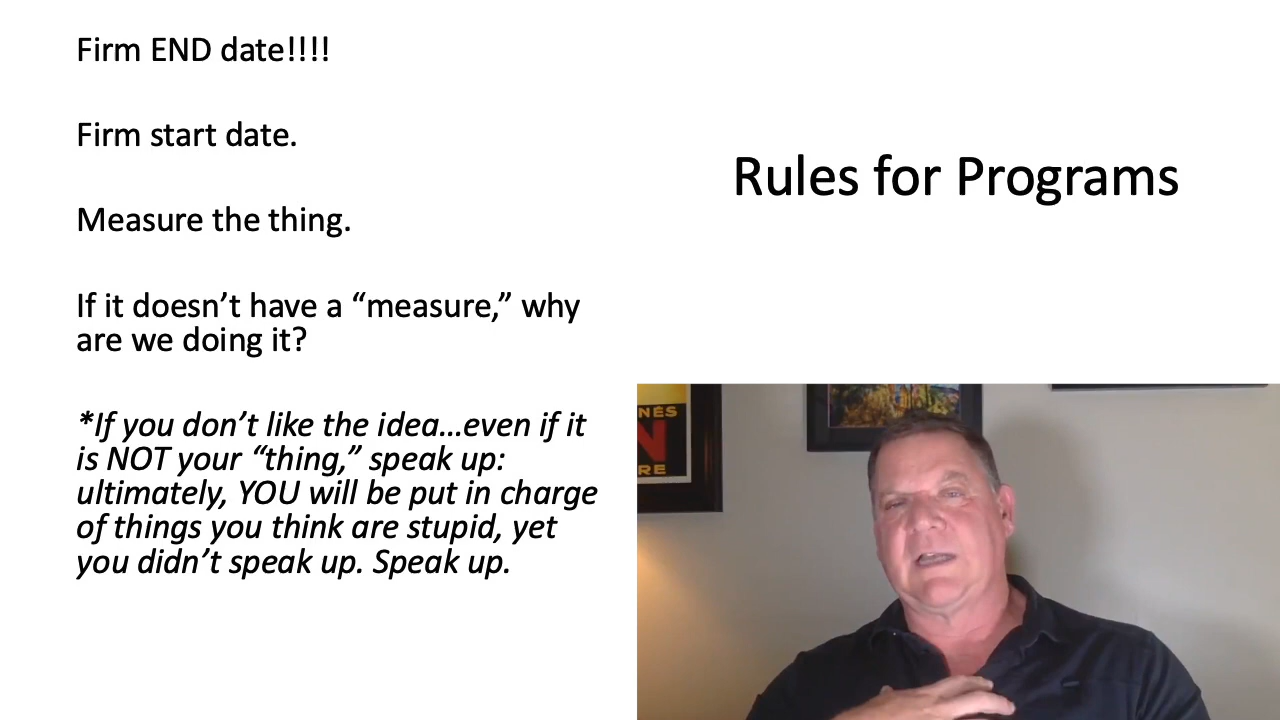 Firm END date!!!!
Firm start date.
Measure the thing.
If it doesn’t have a “measure,” why
are we doing it?
*If you don’t like the idea…even if it
is NOT your “thing,” speak up:
ultimately, YOU will be put in charge
of things you think are stupid, yet
you didn’t speak up. Speak up.
Rules for Programs
NÈS
N
RE